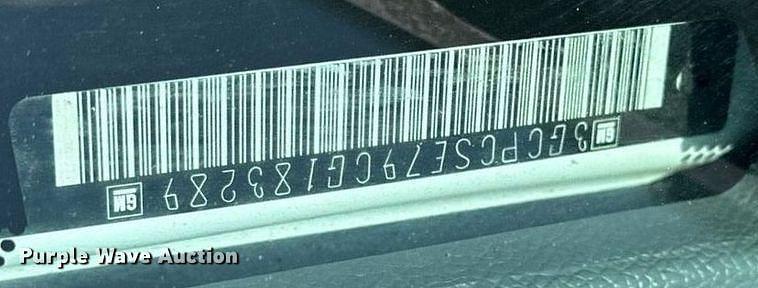 3GCPCSE79CG183289
GM
GM
Purple Wave Auction